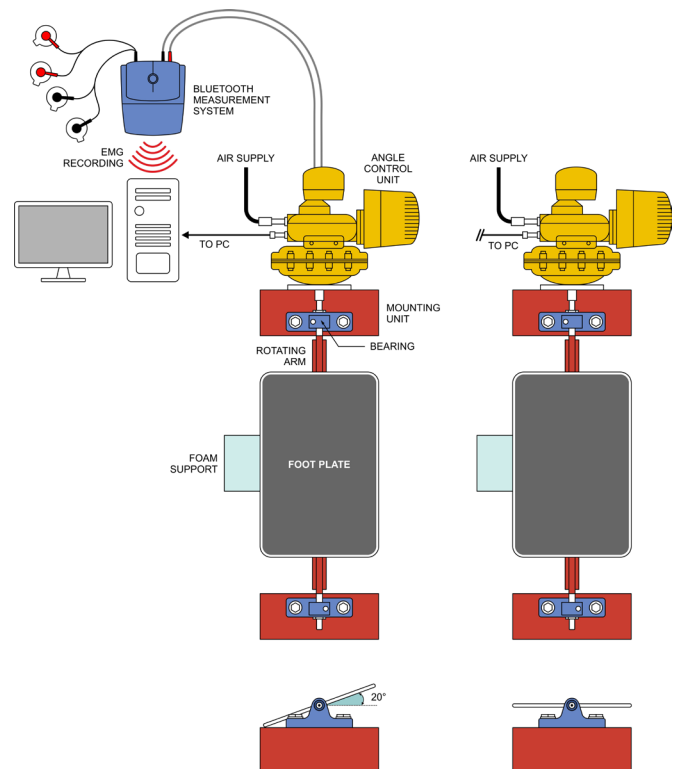 BLUETOOTH
MEASUREMENT
SYSTEM
EMG
RECORDING
AIR SUPPLY
ANGLE
CONTROL
UNIT
TO PC
MOUNTING
UNIT
BEARING
ROTATING
ARM
FOAM
SUPPORT
FOOT PLATE
20°
AIR SUPPLY
TO PC